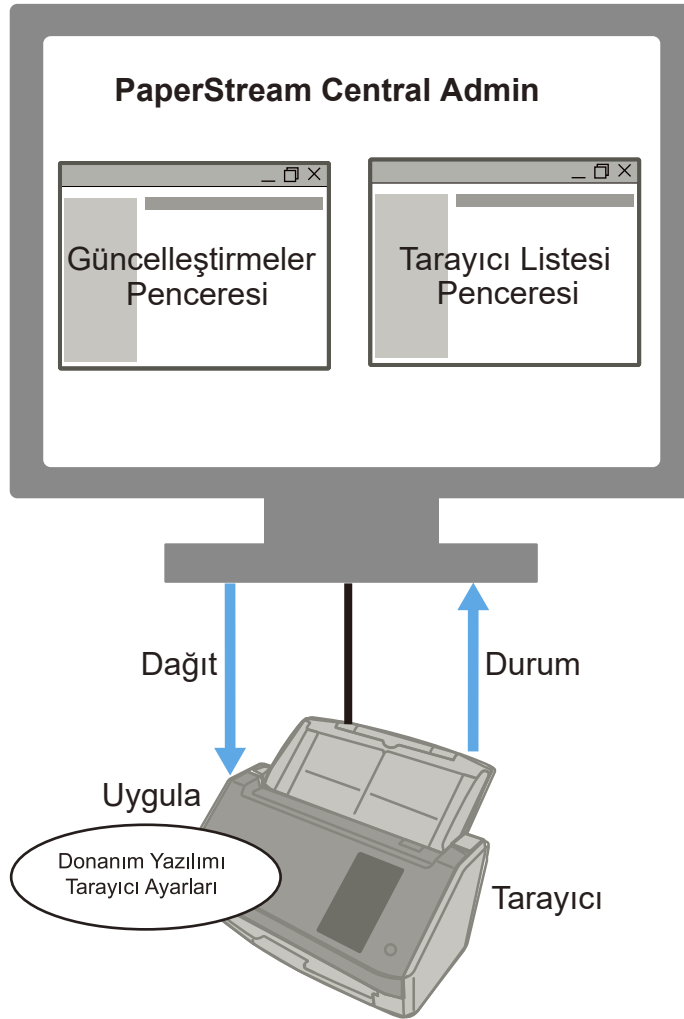 PaperStream Central Admin
Güncelleştirmeler
Penceresi
Tarayıcı Listesi
Penceresi
Dağıt
Durum
Uygula
Donanım Yazılımı
Tarayıcı Ayarları
Tarayıcı